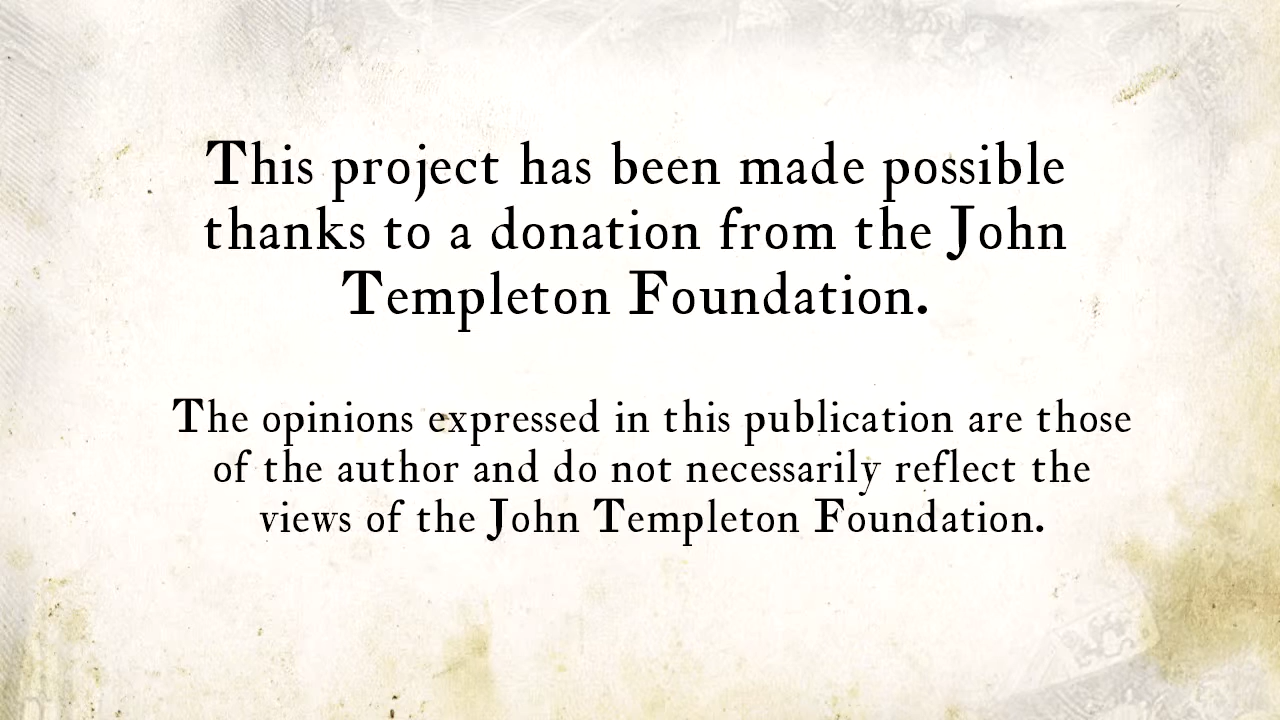 This project has been made possible
thanks to a donation from the John
Templeton Foundation.
The opinions expressed in this publication are those
of the author and do not necessarily reflect the
views of the John Templeton Foundation.